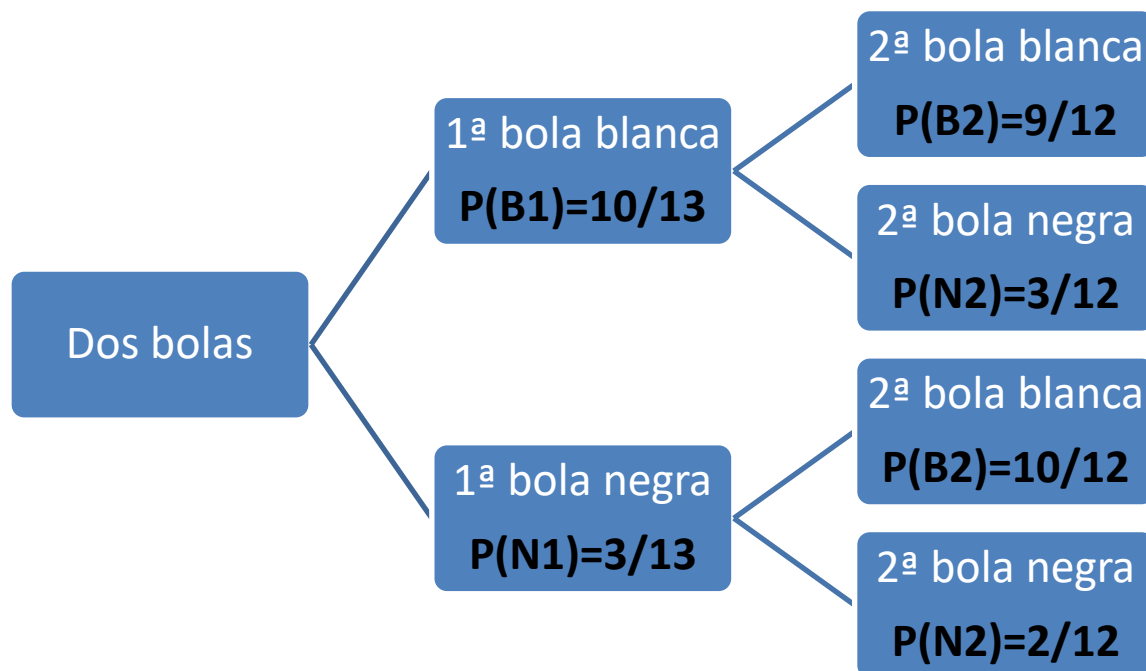 Dos bolas
1ª bola blanca
P(B1)=10/13
2ª bola blanca
P(B2)=9/12
2ª bola negra
P(N2)=3/12
1ª bola negra
P(N1)=3/13
2ª bola blanca
P(B2)=10/12
2ª bola negra
P(N2)=2/12